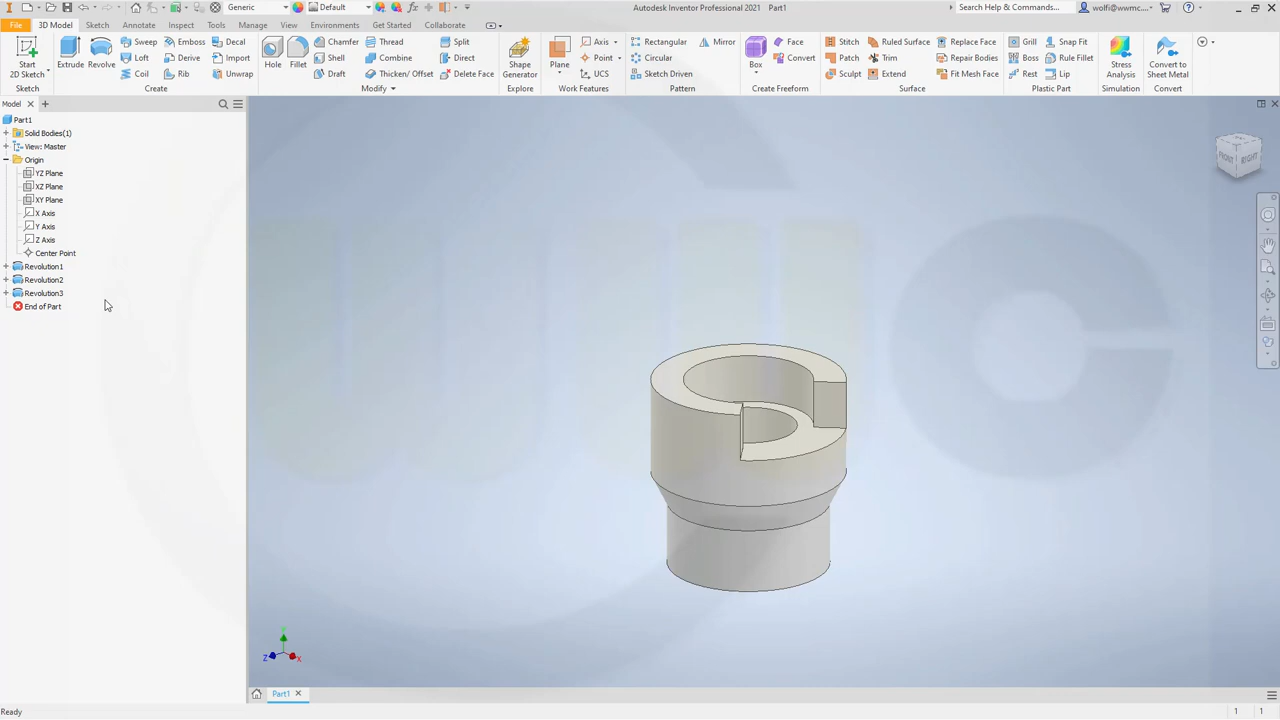 Generic
Default
Autodesk Inventor Professional 2021 Part1
Search Help & Commands...
wolfi@wwmc....
File
3D Model
Sketch
Annotate
Inspect
Tools
Manage
View
Environments
Get Started
Collaborate
Start
2D Sketch
Sketch
Extrude
Revolve
Sweep
Loft
Coil
Emboss
Derive
Rib
Decal
Import
Unwrap
Create
Hole
Fillet
Chamfer
Shell
Draft
Thread
Combine
Thicken/ Offset
Split
Direct
Delete Face
Modify
Shape
Generator
Explore
Plane
Axis
Point
UCS
Work Features
Rectangular
Circular
Sketch Driven
Mirror
Pattern
Box
Face
Convert
Create Freeform
Stitch
Patch
Sculpt
Ruled Surface
Trim
Extend
Replace Face
Repair Bodies
Fit Mesh Face
Surface
Grill
Boss
Rest
Snap Fit
Rule Fillet
Lip
Plastic Part
Stress
Analysis
Simulation
Convert to
Sheet Metal
Convert
Model
Part1
Solid Bodies(1)
View: Master
Origin
YZ Plane
XZ Plane
XY Plane
X Axis
Y Axis
Z Axis
Center Point
Revolution1
Revolution2
Revolution3
End of Part
FRONT
RIGHT
Z
X
Part1
Ready
1
1